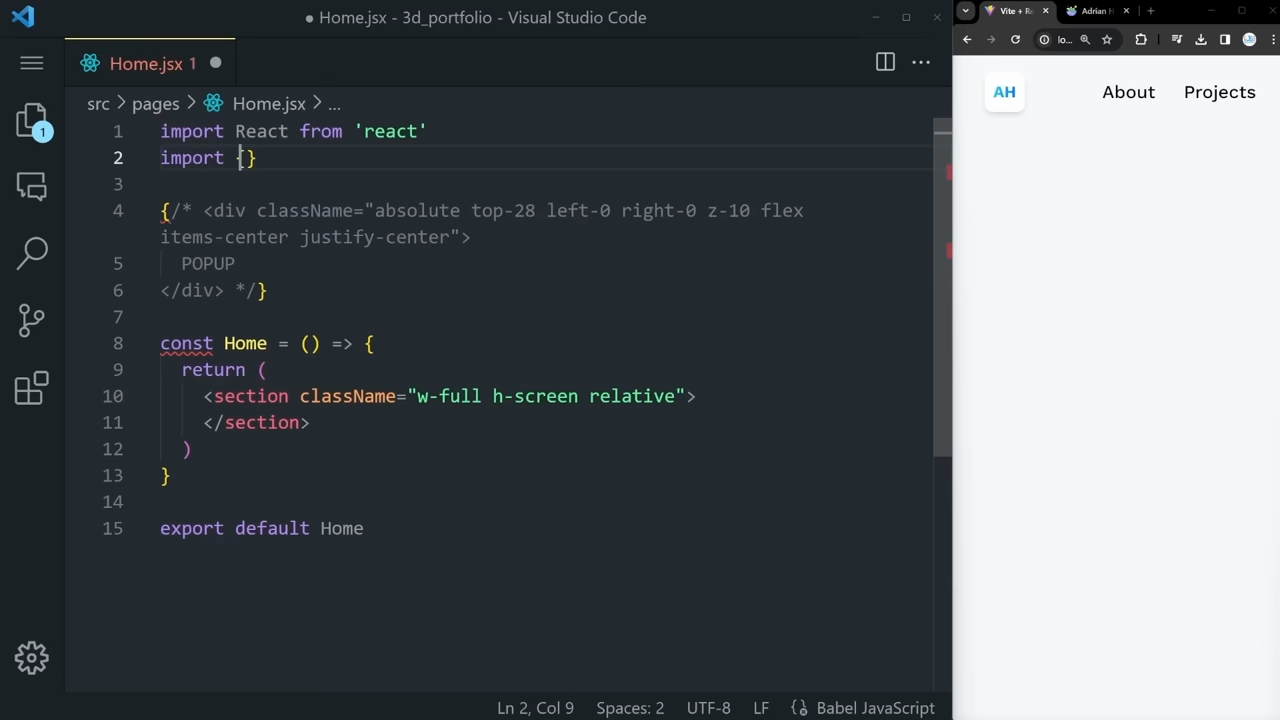 Home.jsx - 3d_portfolio - Visual Studio Code
Home.jsx 1
src > pages > Home.jsx > ...
1 import React from 'react'
2 import {}
3
4 {/* <div className="absolute top-28 left-0 right-0 z-10 flex
items-center justify-center">
5 POPUP
6 </div> */}
7
8 const Home = () => {
9 return (
10 <section className="w-full h-screen relative">
11 </section>
12 )
13 }
14
15 export default Home
1
Ln 2, Col 9 Spaces: 2 UTF-8 LF Babel JavaScript
Vite + Re
Adrian H
lo...
AH About Projects